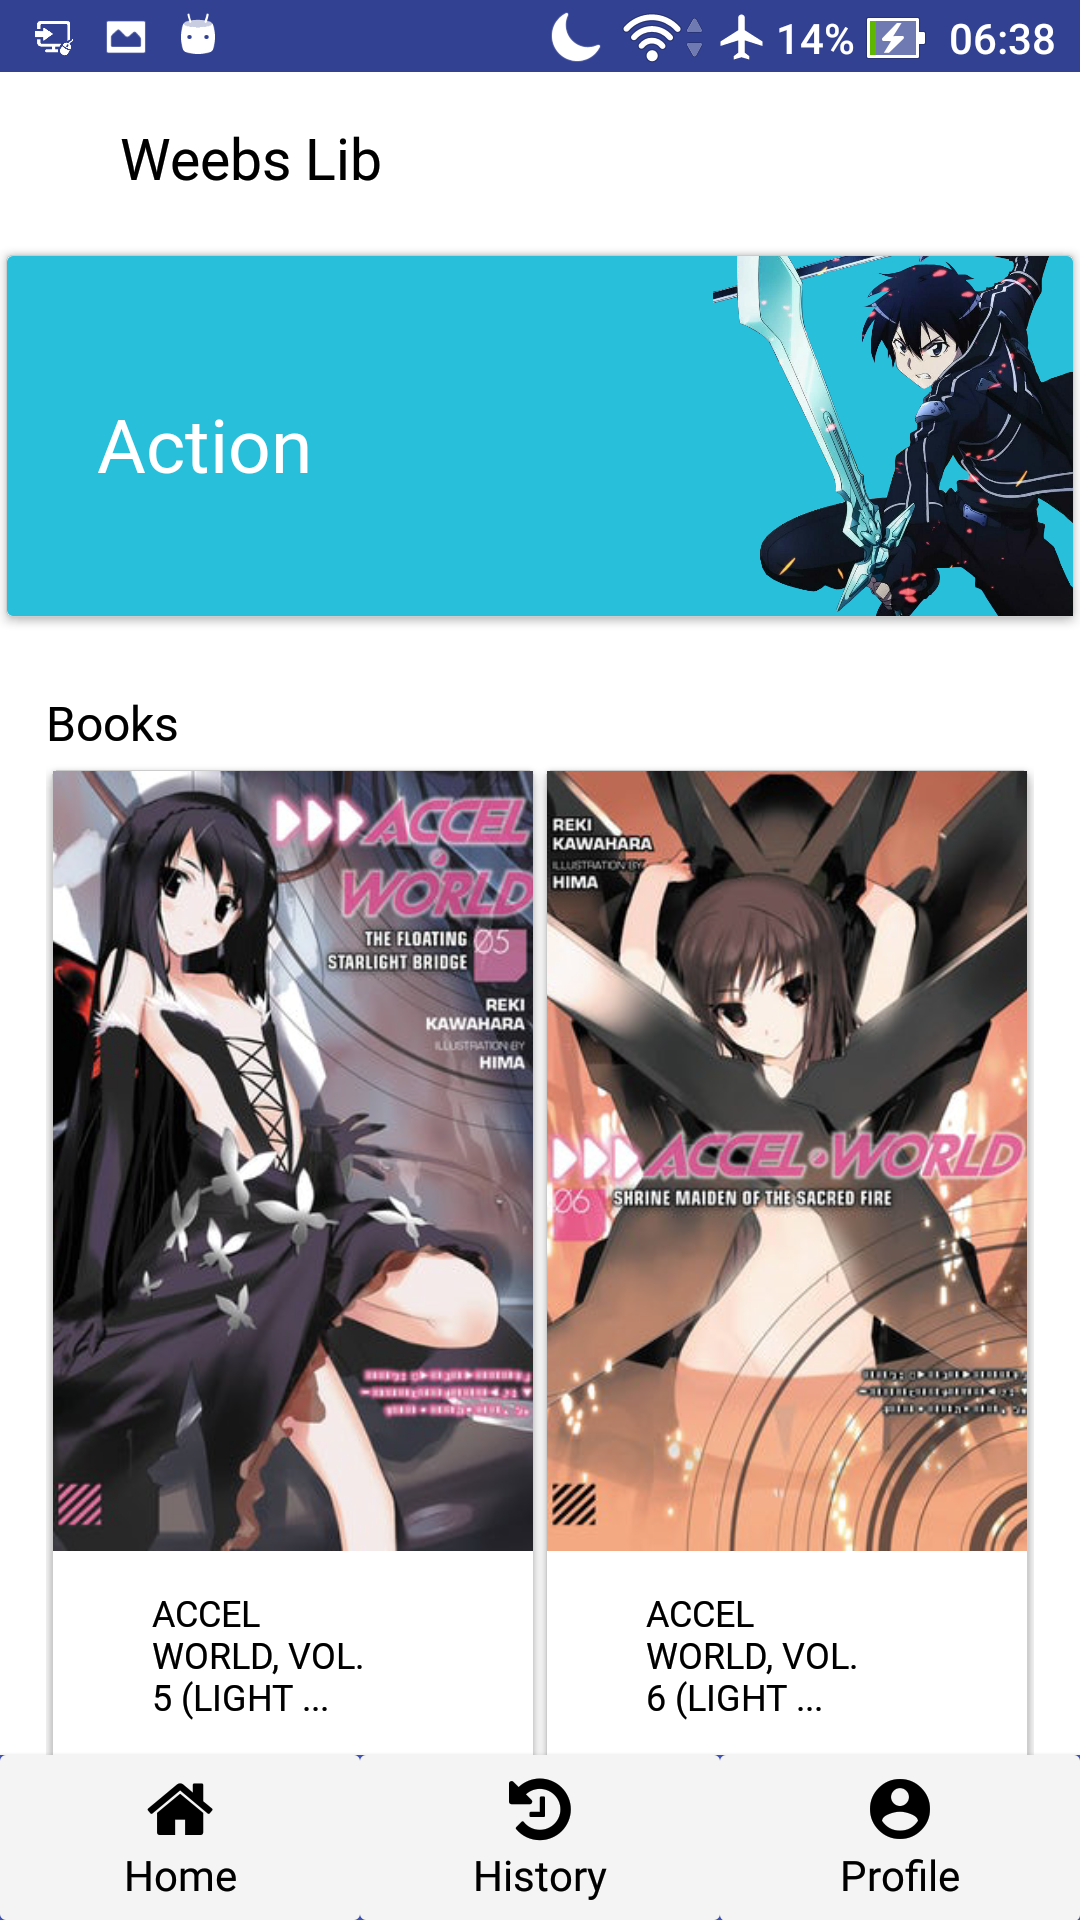 14% 06:38
Weebs Lib
Action
Books
ACCEL
WORLD
THE FLOATING
STARLIGHT BRIDGE
05
REKI
KAWAHARA
ILLUSTRATION BY
HIMA
REKI
KAWAHARA
ILLUSTRATION BY
HIMA
ACCEL WORLD
06
SHRINE MAIDEN OF THE SACRED FIRE
ACCEL
WORLD, VOL.
5 (LIGHT ...
ACCEL
WORLD, VOL.
6 (LIGHT ...
Home History Profile